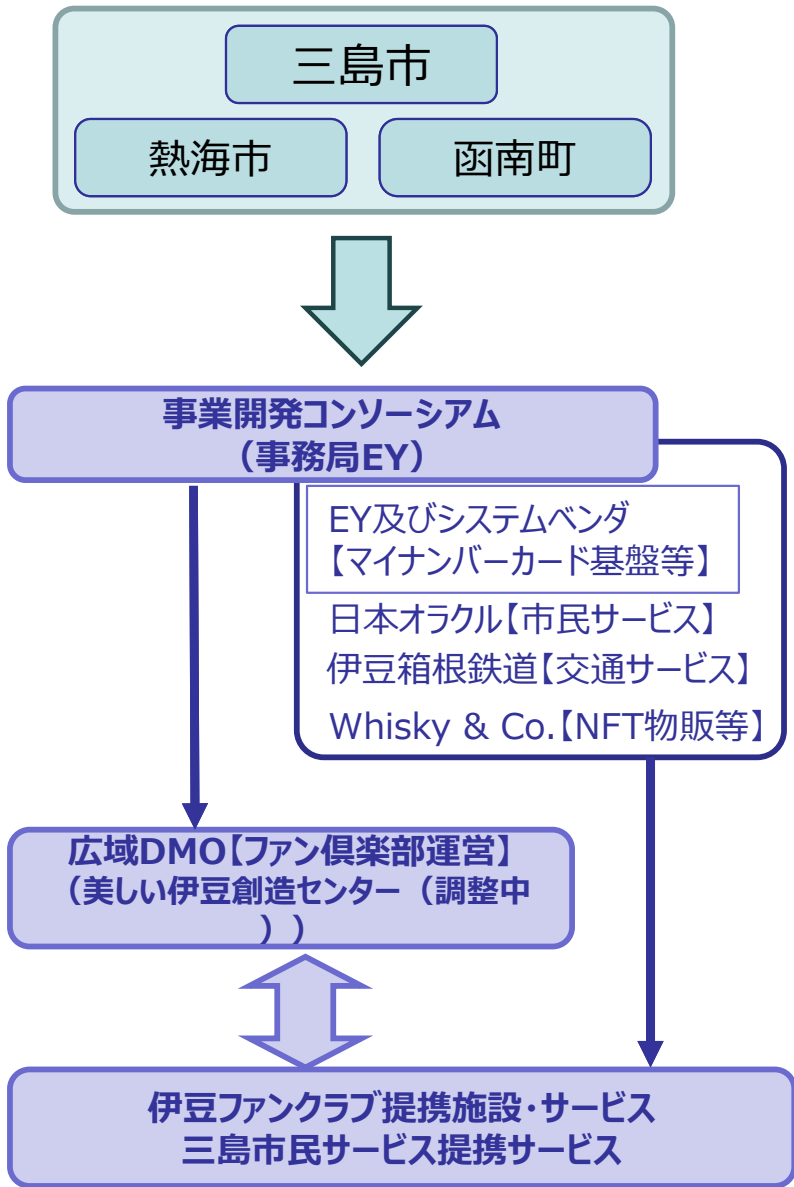 三島市
熱海市
函南町
事業開発コンソーシアム
（事務局EY）
EY及びシステムベンダ
【マイナンバーカード基盤等】
日本オラクル【市民サービス】
伊豆箱根鉄道【交通サービス】
Whisky & Co.【NFT物販等】
広域DMO【ファン倶楽部運営】
（美しい伊豆創造センター（調整中
））
伊豆ファンクラブ提携施設・サービス
三島市民サービス提携サービス